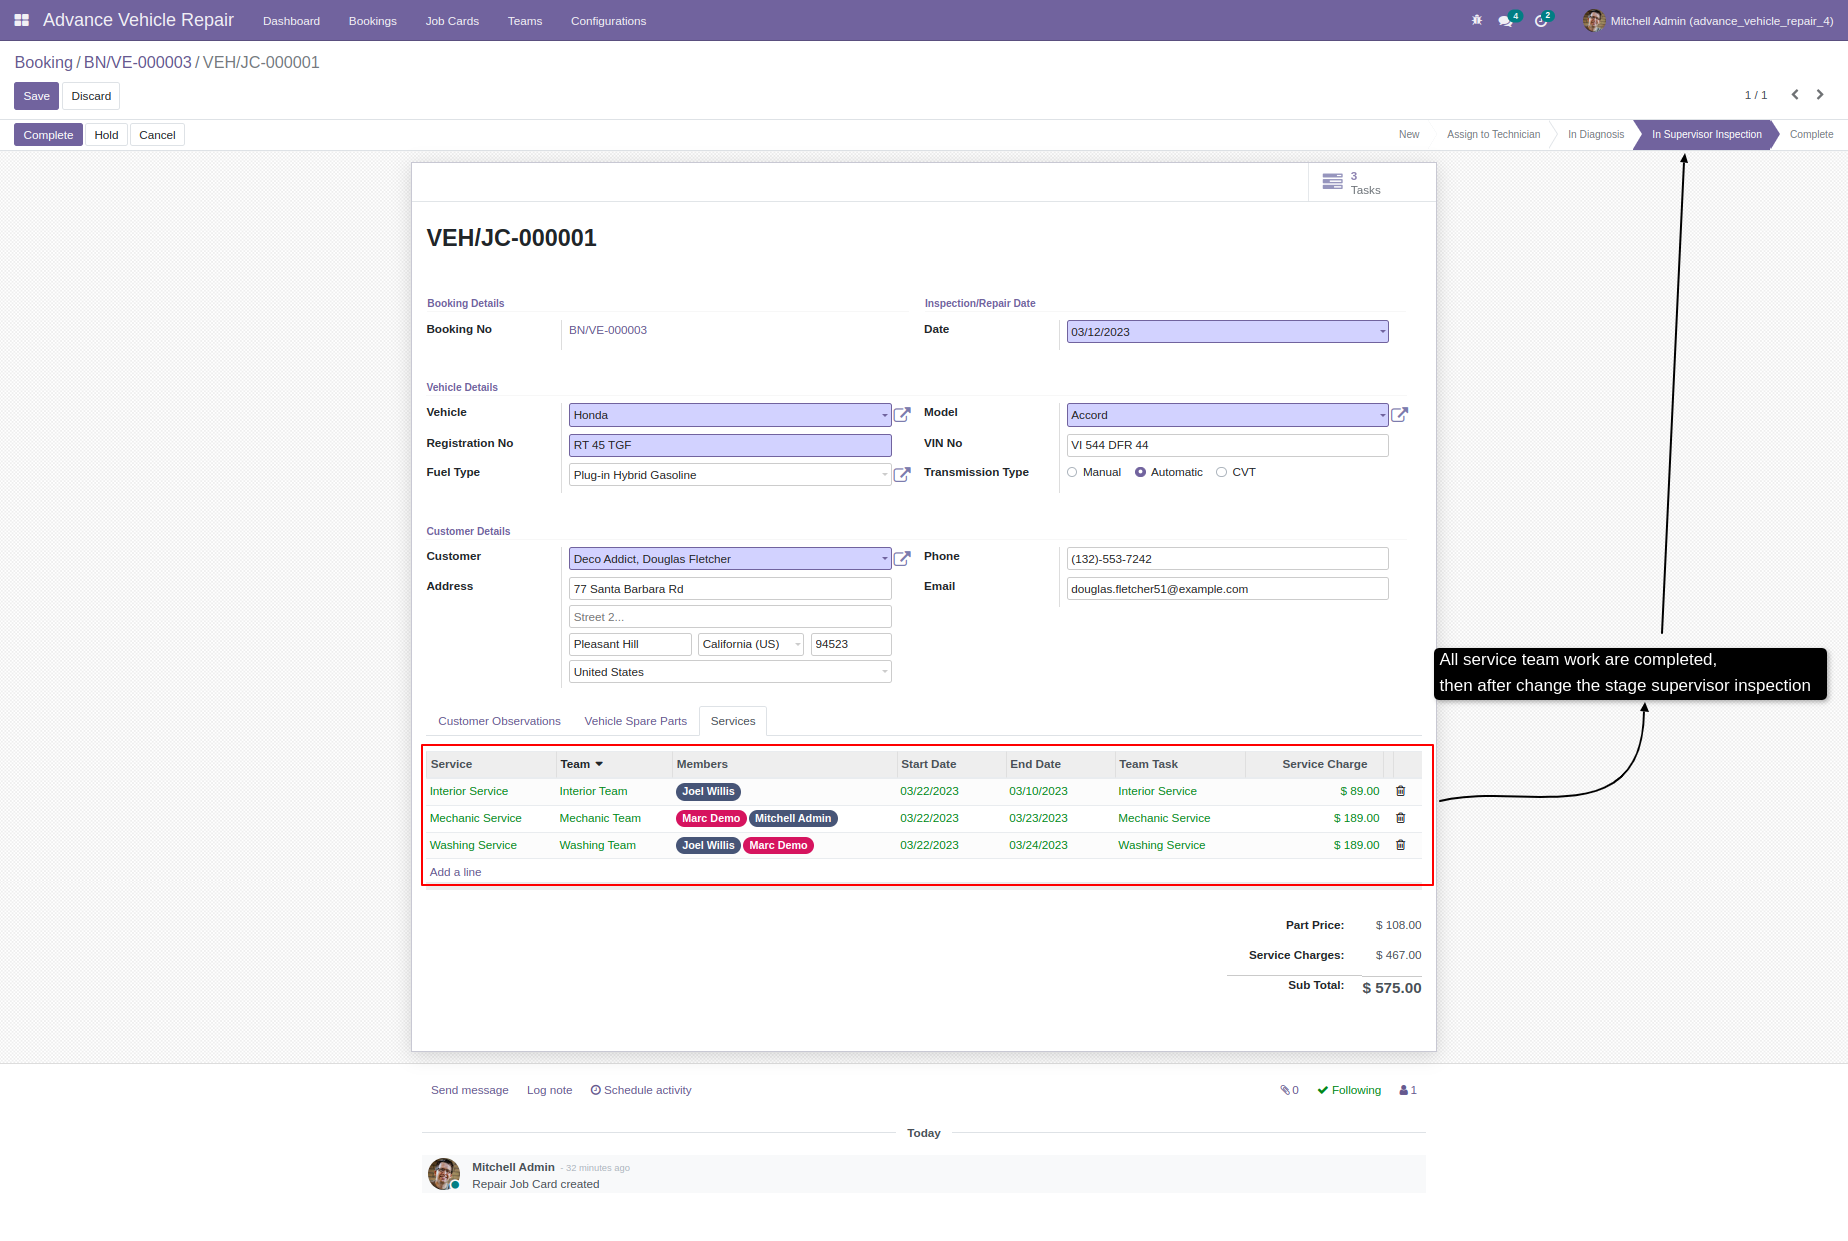 Advance Vehicle Repair Dashboard Bookings Job Cards Teams Configurations 4 2 Mitchell Admin (advance_vehicle_repair_4)
Booking / BN/VE-000003 / VEH/JC-000001
Save Discard 1 / 1
Complete Hold Cancel New Assign to Technician In Diagnosis In Supervisor Inspection Complete
3
Tasks
VEH/JC-000001
Booking Details Inspection/Repair Date
Booking No BN/VE-000003 Date 03/12/2023
Vehicle Details
Vehicle Honda Model Accord
Registration No RT 45 TGF VIN No VI 544 DFR 44
Fuel Type Plug-in Hybrid Gasoline Transmission Type Manual Automatic CVT
Customer Details
Customer Deco Addict, Douglas Fletcher Phone (132)-553-7242
Address 77 Santa Barbara Rd Email douglas.fletcher51@example.com
Street 2...
Pleasant Hill California (US) 94523
United States
All service team work are completed,
then after change the stage supervisor inspection
Customer Observations Vehicle Spare Parts Services
Service Team Members Start Date End Date Team Task Service Charge
Interior Service Interior Team Joel Willis 03/22/2023 03/10/2023 Interior Service $ 89.00
Mechanic Service Mechanic Team Marc Demo Mitchell Admin 03/22/2023 03/23/2023 Mechanic Service $ 189.00
Washing Service Washing Team Joel Willis Marc Demo 03/22/2023 03/24/2023 Washing Service $ 189.00
Add a line
Part Price: $ 108.00
Service Charges: $ 467.00
Sub Total: $ 575.00
Send message Log note Schedule activity 0 Following 1
Today
Mitchell Admin - 32 minutes ago
Repair Job Card created